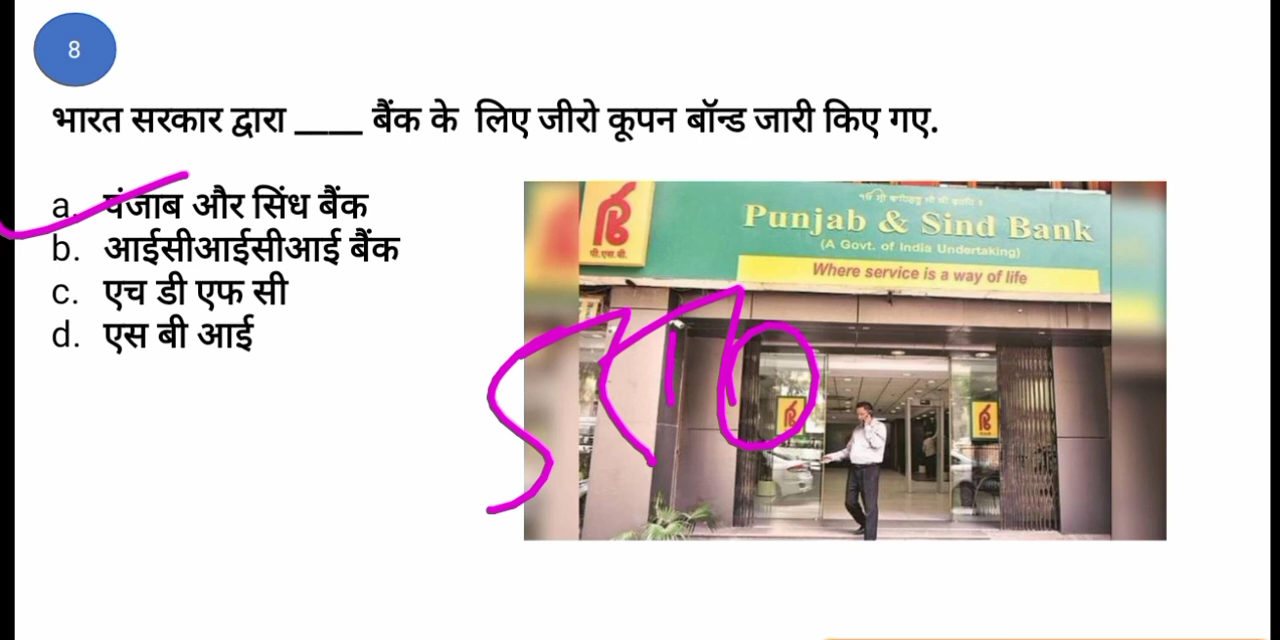 8
भारत सरकार द्वारा ____ बैंक के लिए जीरो कूपन बॉन्ड जारी किए गए.
a. पंजाब और सिंध बैंक
b. आईसीआईसीआई बैंक
c. एच डी एफ सी
d. एस बी आई
Punjab & Sind Bank
(A Govt. of India Undertaking)
Where service is a way of life
पी.एस.बी.